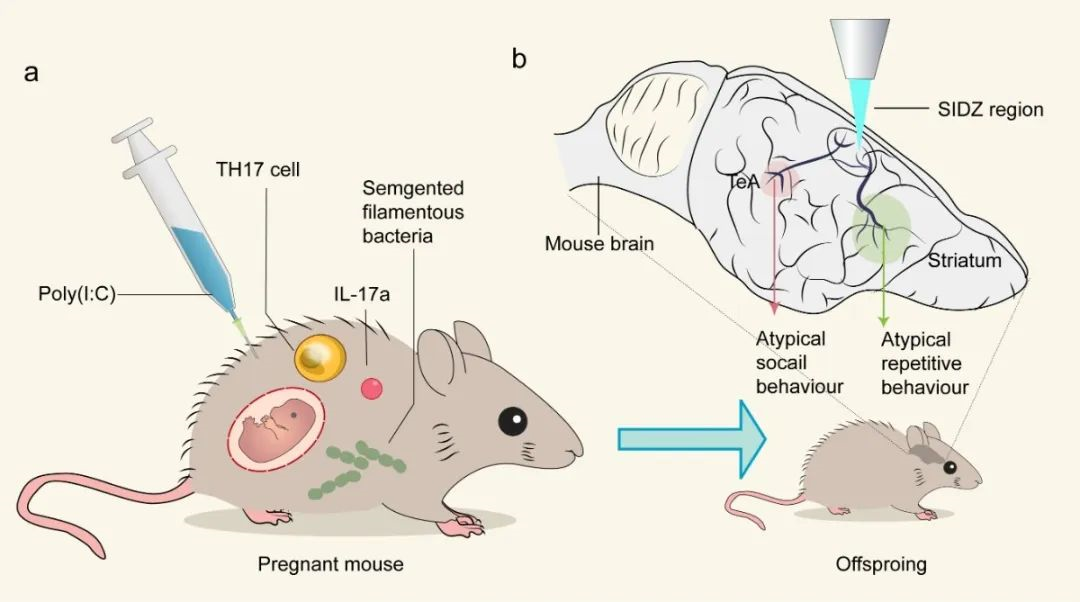 a
TH17 cell
Semgented
filamentous
bacteria
Poly(I:C)
IL-17a
Pregnant mouse
b
SIDZ region
TeA
Mouse brain
Striatum
Atypical
socail
behaviour
Atypical
repetitive
behaviour
Offsproing